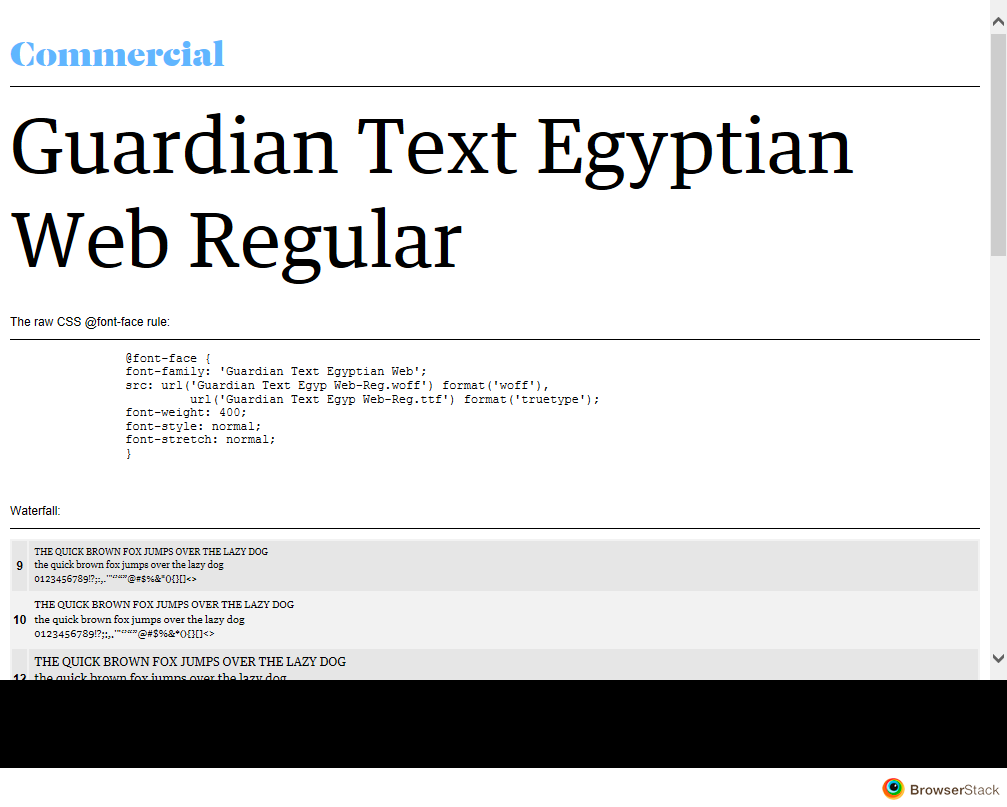 Commercial
Guardian Text Egyptian
Web Regular
The raw CSS @font-face rule:
@font-face {
font-family: 'Guardian Text Egyptian Web';
src: url('Guardian Text Egyp Web-Reg.woff') format('woff'),
url('Guardian Text Egyp Web-Reg.ttf') format('truetype');
font-weight: 400;
font-style: normal;
font-stretch: normal;
}
Waterfall:
THE QUICK BROWN FOX JUMPS OVER THE LAZY DOG
9 the quick brown fox jumps over the lazy dog
0123456789!?;:,.'"‘’“”@#$%&*(){}[]<>
THE QUICK BROWN FOX JUMPS OVER THE LAZY DOG
10 the quick brown fox jumps over the lazy dog
0123456789!?;:,.'"‘’“”@#$%&*(){}[]<>
THE QUICK BROWN FOX JUMPS OVER THE LAZY DOG
12 the quick brown fox jumps over the lazy dog
BrowserStack